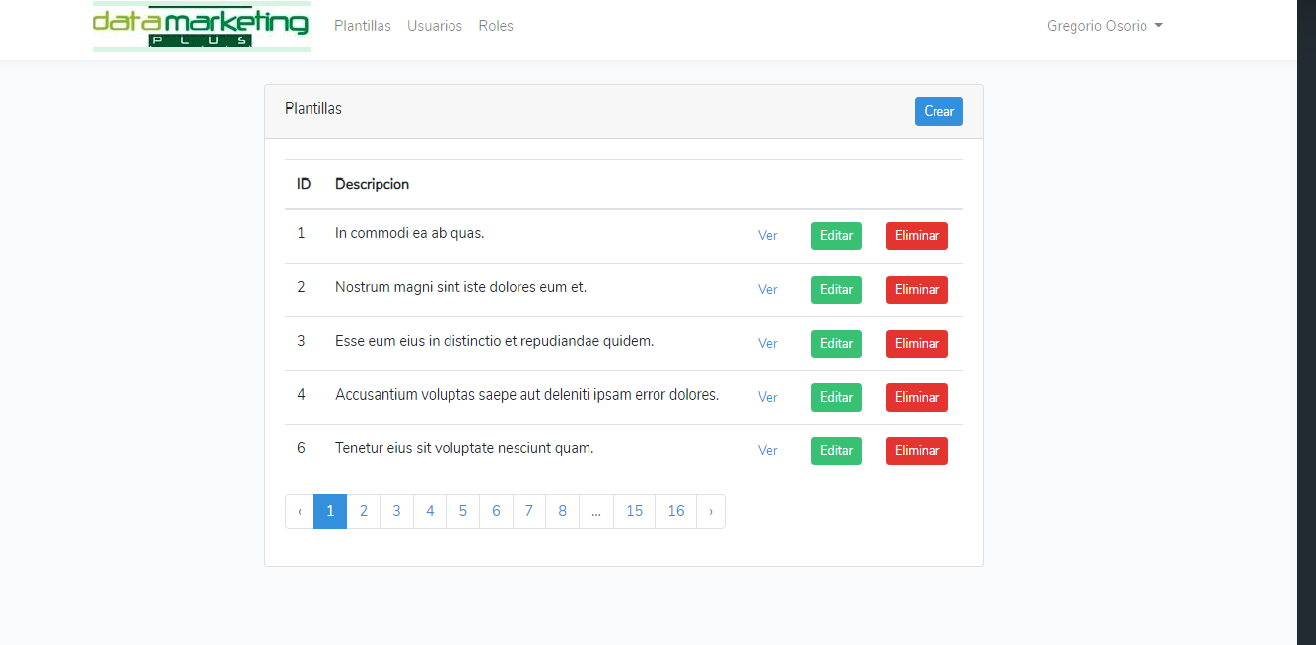 datamarketing
PLUS
Plantillas Usuarios Roles
Gregorio Osorio
Plantillas
Crear
ID Descripcion
1 In commodi ea ab quas. Ver Editar Eliminar
2 Nostrum magni sint iste dolores eum et. Ver Editar Eliminar
3 Esse eum eius in distinctio et repudiandae quidem. Ver Editar Eliminar
4 Accusantium voluptas saepe aut deleniti ipsam error dolores. Ver Editar Eliminar
6 Tenetur eius sit voluptate nesciunt quam. Ver Editar Eliminar
‹ 1 2 3 4 5 6 7 8 ... 15 16 ›